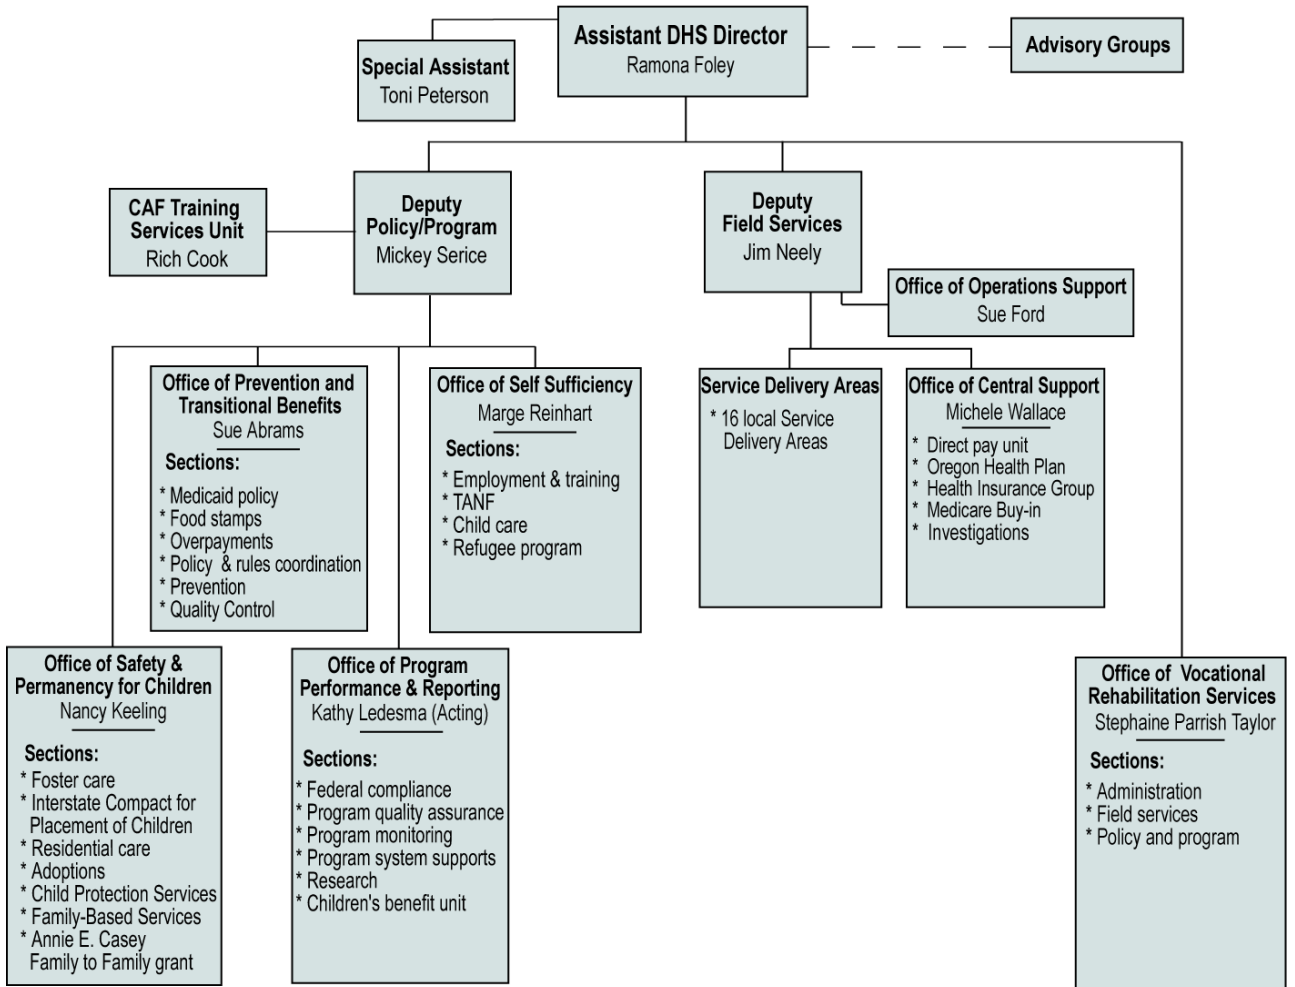 Assistant DHS Director
Ramona Foley
Advisory Groups
Special Assistant
Toni Peterson
CAF Training
Services Unit
Rich Cook
Deputy
Policy/Program
Mickey Serice
Deputy
Field Services
Jim Neely
Office of Operations Support
Sue Ford
Office of Prevention and
Transitional Benefits
Sue Abrams
Sections:
* Medicaid policy
* Food stamps
* Overpayments
* Policy & rules coordination
* Prevention
* Quality Control
Office of Self Sufficiency
Marge Reinhart
Sections:
* Employment & training
* TANF
* Child care
* Refugee program
Service Delivery Areas
* 16 local Service
Delivery Areas
Office of Central Support
Michele Wallace
* Direct pay unit
* Oregon Health Plan
* Health Insurance Group
* Medicare Buy-in
* Investigations
Office of Safety &
Permanency for Children
Nancy Keeling
Sections:
* Foster care
* Interstate Compact for
Placement of Children
* Residential care
* Adoptions
* Child Protection Services
* Family-Based Services
* Annie E. Casey
Family to Family grant
Office of Program
Performance & Reporting
Kathy Ledesma (Acting)
Sections:
* Federal compliance
* Program quality assurance
* Program monitoring
* Program system supports
* Research
* Children's benefit unit
Office of Vocational
Rehabilitation Services
Stephaine Parrish Taylor
Sections:
* Administration
* Field services
* Policy and program